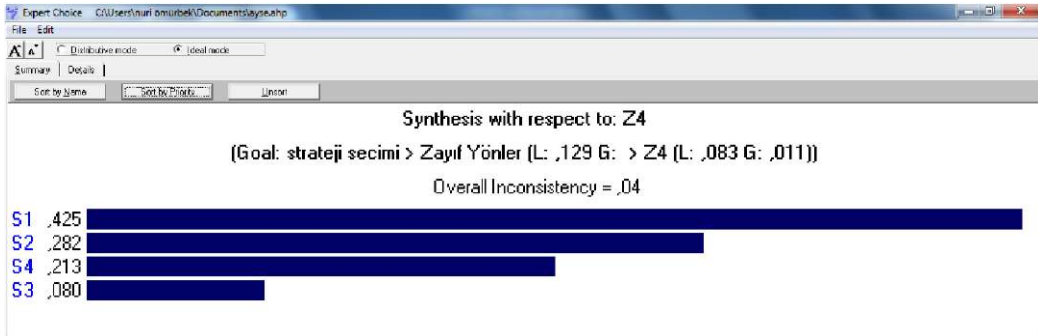 Expert Choice C:\Users\nuri omurbek\Documents\ayse.ahp
File Edit
A A Distributive mode Ideal mode
Summary Details
Sort by Name Sort by Priority Unsort
Synthesis with respect to: Z4
(Goal: strateji secimi > Zayıf Yönler (L: ,129 G: > Z4 (L: ,083 G: ,011))
Overall Inconsistency = ,04
S1 ,425
S2 ,282
S4 ,213
S3 ,080